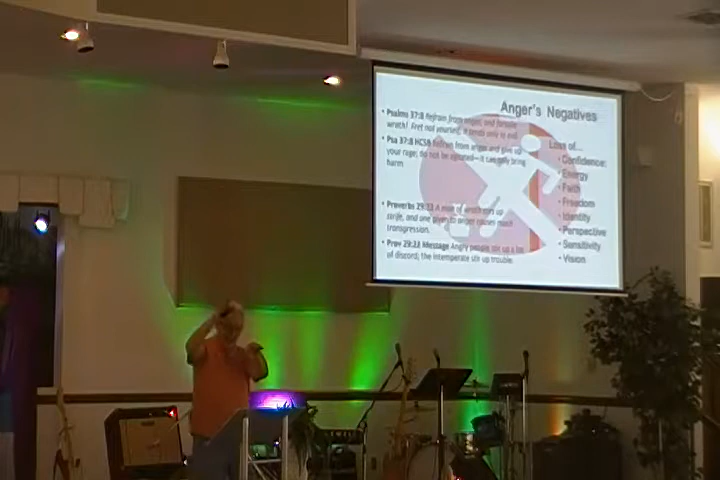 Anger's Negatives
• Psalms 37:8 Refrain from anger, and forsake
wrath! Fret not yourself; it tends only to evil.
• Psa 37:8 HCSB Refrain from anger and give up
your rage; do not be agitated—it can only bring
harm.
• Proverbs 29:22 A man of wrath stirs up
strife, and one given to anger causes much
transgression.
• Prov 29:22 Message Angry people stir up a lot
of discord; the intemperate stir up trouble.
Loss of...
• Confidence:
• Energy
• Faith
• Freedom
• Identity
• Perspective
• Sensitivity
• Vision